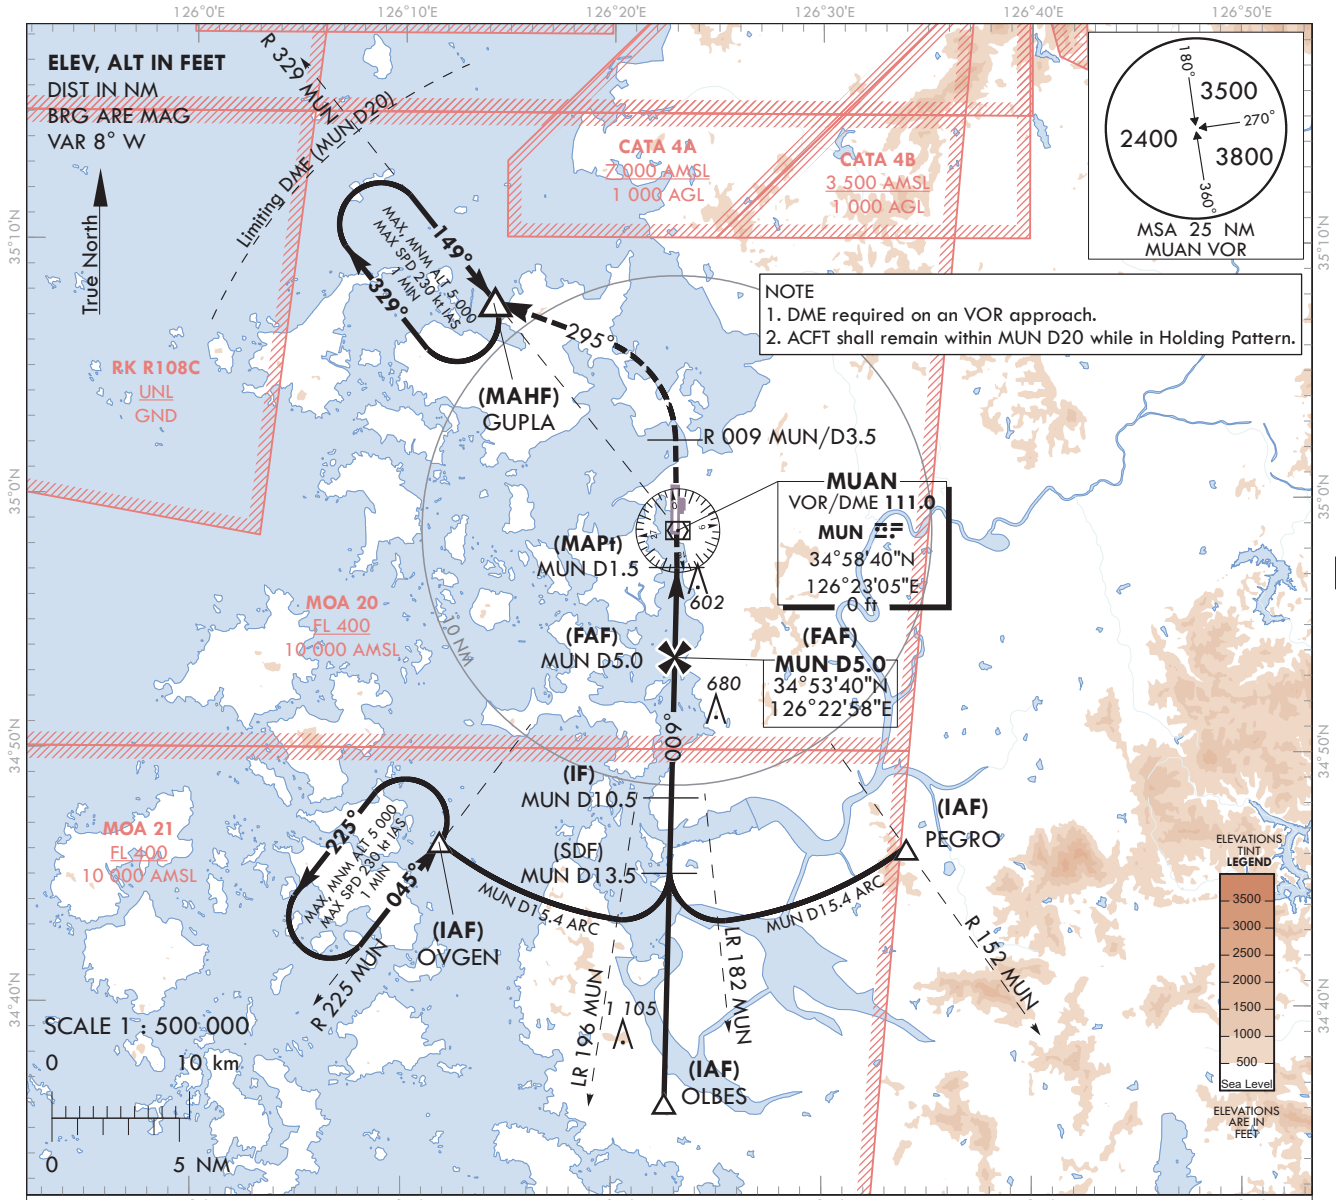 126°0'E
126°10'E
126°20'E
126°30'E
126°40'E
126°50'E
ELEV, ALT IN FEET
DIST IN NM
BRG ARE MAG
VAR 8° W
True North
R 329 MUN
Limiting DME (MUN D20)
CATA 4A
7 000 AMSL
1 000 AGL
CATA 4B
3 500 AMSL
1 000 AGL
180°
3500
270°
2400
3800
360°
MSA 25 NM
MUAN VOR
35°10'N
35°10'N
149°
MAX, MNM ALT 5 000
MAX SPD 230 kt IAS
1 MIN
329°
NOTE
1. DME required on an VOR approach.
2. ACFT shall remain within MUN D20 while in Holding Pattern.
295°
RK R108C
UNL
GND
(MAHF)
GUPLA
R 009 MUN/D3.5
35°0'N
35°0'N
MUAN
VOR/DME 111.0
MUN
34°58'40"N
126°23'05"E
0 ft
(MAPt)
MUN D1.5
602
MOA 20
FL 400
10 000 AMSL
10 NM
(FAF)
MUN D5.0
(FAF)
MUN D5.0
34°53'40"N
126°22'58"E
680
009°
34°50'N
34°50'N
(IF)
MUN D10.5
(SDF)
MUN D13.5
(IAF)
PEGRO
MOA 21
FL 400
10 000 AMSL
225°
MAX, MNM ALT 5 000
MAX SPD 230 kt IAS
1 MIN
045°
MUN D15.4 ARC
MUN D15.4 ARC
(IAF)
OVGEN
R 225 MUN
R 152 MUN
LR 196 MUN
LR 182 MUN
1 105
34°40'N
34°40'N
(IAF)
OLBES
SCALE 1 : 500 000
0 10 km
0 5 NM
ELEVATIONS
TINT
LEGEND
3500
3000
2500
2000
1500
1000
500
Sea Level
ELEVATIONS
ARE IN
FEET